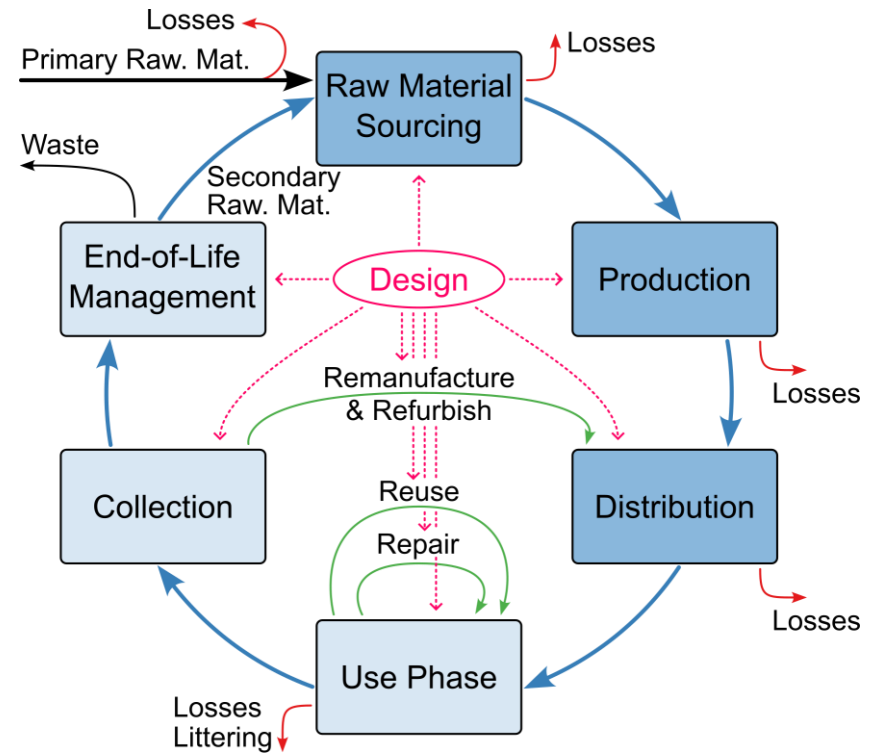 Losses
Primary Raw. Mat.
Raw Material
Sourcing
Losses
Waste
Secondary
Raw. Mat.
End-of-Life
Management
Design
Production
Losses
Remanufacture
& Refurbish
Collection
Reuse
Repair
Distribution
Losses
Use Phase
Losses
Littering